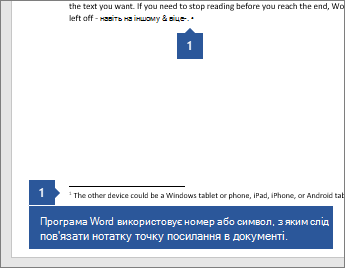 the text you want. If you need to stop reading before you reach the end, Wo
left off - навіть на іншому & віце-. •
1
1
¹ The other device could be a Windows tablet or phone, iPad, iPhone, or Android tab
Програма Word використовує номер або символ, з яким слід
пов'язати нотатку точку посилання в документі.